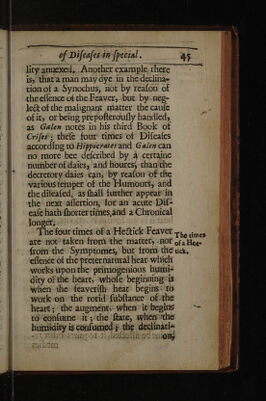 of Diseases in special. 45
lity anuexed. Another example there
is, that a man may dye in the declina-
tion of a Synochus, not by reason of
the essence of the Feaver, but by neg-
lect of the malignant matter the cause
of it, or being preposterously handled,
as Galen notes in his third Book of
Crises; these four times of Diseases
according to Hippocrates and Galen can
no more bee described by a certaine
number of daies, and houres, than the
decretory daies can, by reason of the
various temper of the Humours, and
the diseased, as shall further appear in
the next assertion, for an acute Dis-
ease hath shorter times, and a Chronical
longer.
The four times of a Hectick Feaver
are not taken from the matter, nor
from the Symptomes, but from the
essence of the preternatural heat which
works upon the primogenious humi-
dity of the heart, whose beginning is
when the feaverish heat begins to
work on the rorid substance of the
heart; the augment, when it begins
to consume it; the state, when the
humidity is consumed; the declinati-
on,
The times
of a Hec-
tick.